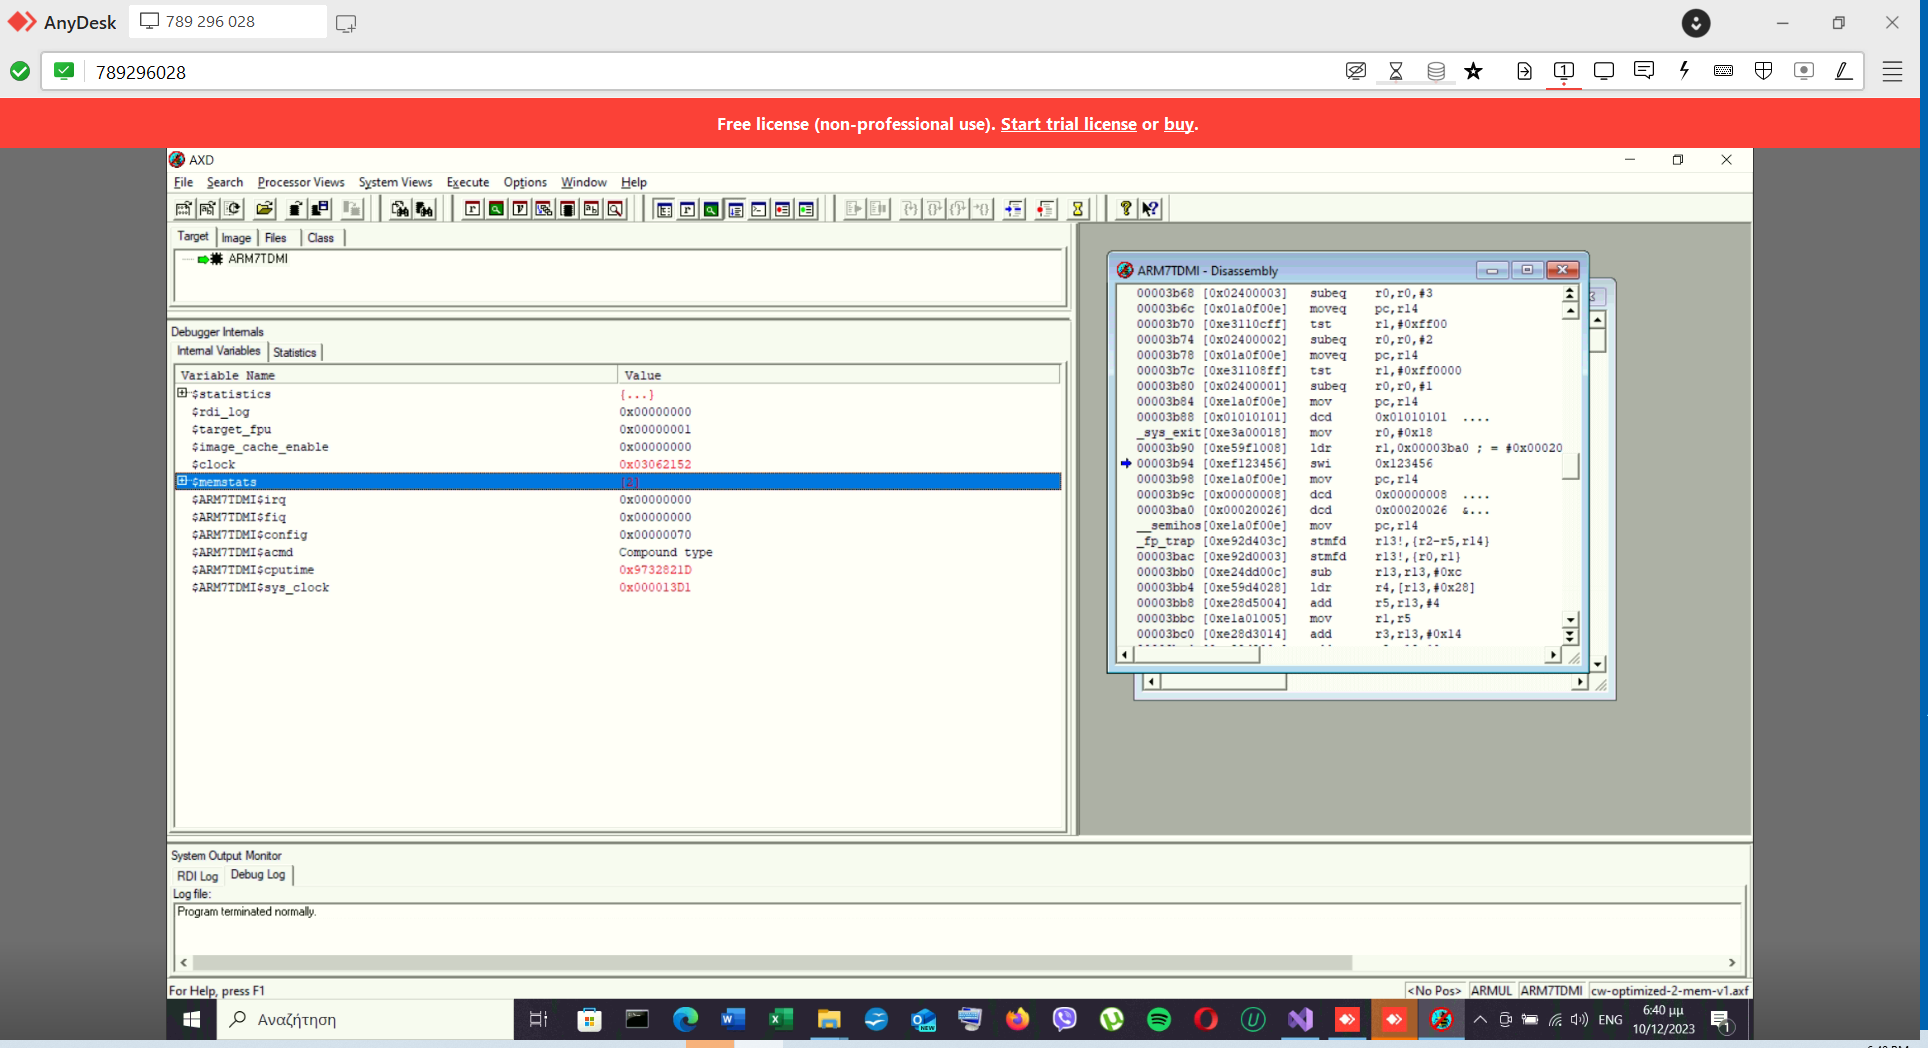 AnyDesk
789 296 028
789296028
Free license (non-professional use). Start trial license or buy.
AXD
File Search Processor Views System Views Execute Options Window Help
Target Image Files Class
ARM7TDMI
Debugger Internals
Internal Variables Statistics
Variable Name Value
$statistics {...}
$rdi_log 0x00000000
$target_fpu 0x00000001
$image_cache_enable 0x00000000
$clock 0x03062152
$memstats [2]
$ARM7TDMI$irq 0x00000000
$ARM7TDMI$fiq 0x00000000
$ARM7TDMI$config 0x00000070
$ARM7TDMI$acmd Compound type
$ARM7TDMI$cputime 0x9732821D
$ARM7TDMI$sys_clock 0x000013D1
ARM7TDMI - Disassembly
00003b68 [0x02400003] subeq r0,r0,#3
00003b6c [0x01a0f00e] moveq pc,r14
00003b70 [0xe3110cff] tst r1,#0xff00
00003b74 [0x02400002] subeq r0,r0,#2
00003b78 [0x01a0f00e] moveq pc,r14
00003b7c [0xe31108ff] tst r1,#0xff0000
00003b80 [0x02400001] subeq r0,r0,#1
00003b84 [0xe1a0f00e] mov pc,r14
00003b88 [0x01010101] dcd 0x01010101 ....
_sys_exit[0xe3a00018] mov r0,#0x18
00003b90 [0xe59f1008] ldr r1,0x00003ba0 ; = #0x00020
00003b94 [0xef123456] swi 0x123456
00003b98 [0xe1a0f00e] mov pc,r14
00003b9c [0x00000008] dcd 0x00000008 ....
00003ba0 [0x00020026] dcd 0x00020026 &...
__semihos[0xe1a0f00e] mov pc,r14
_fp_trap [0xe92d403c] stmfd r13!,{r2-r5,r14}
00003bac [0xe92d0003] stmfd r13!,{r0,r1}
00003bb0 [0xe24dd00c] sub r13,r13,#0xc
00003bb4 [0xe59d4028] ldr r4,[r13,#0x28]
00003bb8 [0xe28d5004] add r5,r13,#4
00003bbc [0xe1a01005] mov r1,r5
00003bc0 [0xe28d3014] add r3,r13,#0x14
System Output Monitor
RDI Log Debug Log
Log file:
Program terminated normally.
For Help, press F1
<No Pos> ARMUL ARM7TDMI cw-optimized-2-mem-v1.axf
Αναζήτηση
ENG
6:40 μμ
10/12/2023
1